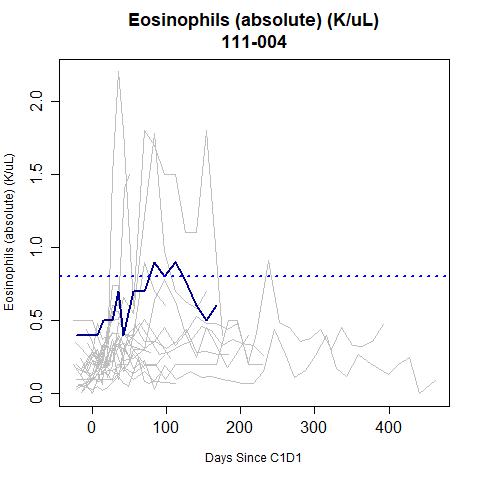 Eosinophils (absolute) (K/uL)
111-004
Eosinophils (absolute) (K/uL)
2.0
1.5
1.0
0.5
0.0
0 100 200 300 400
Days Since C1D1